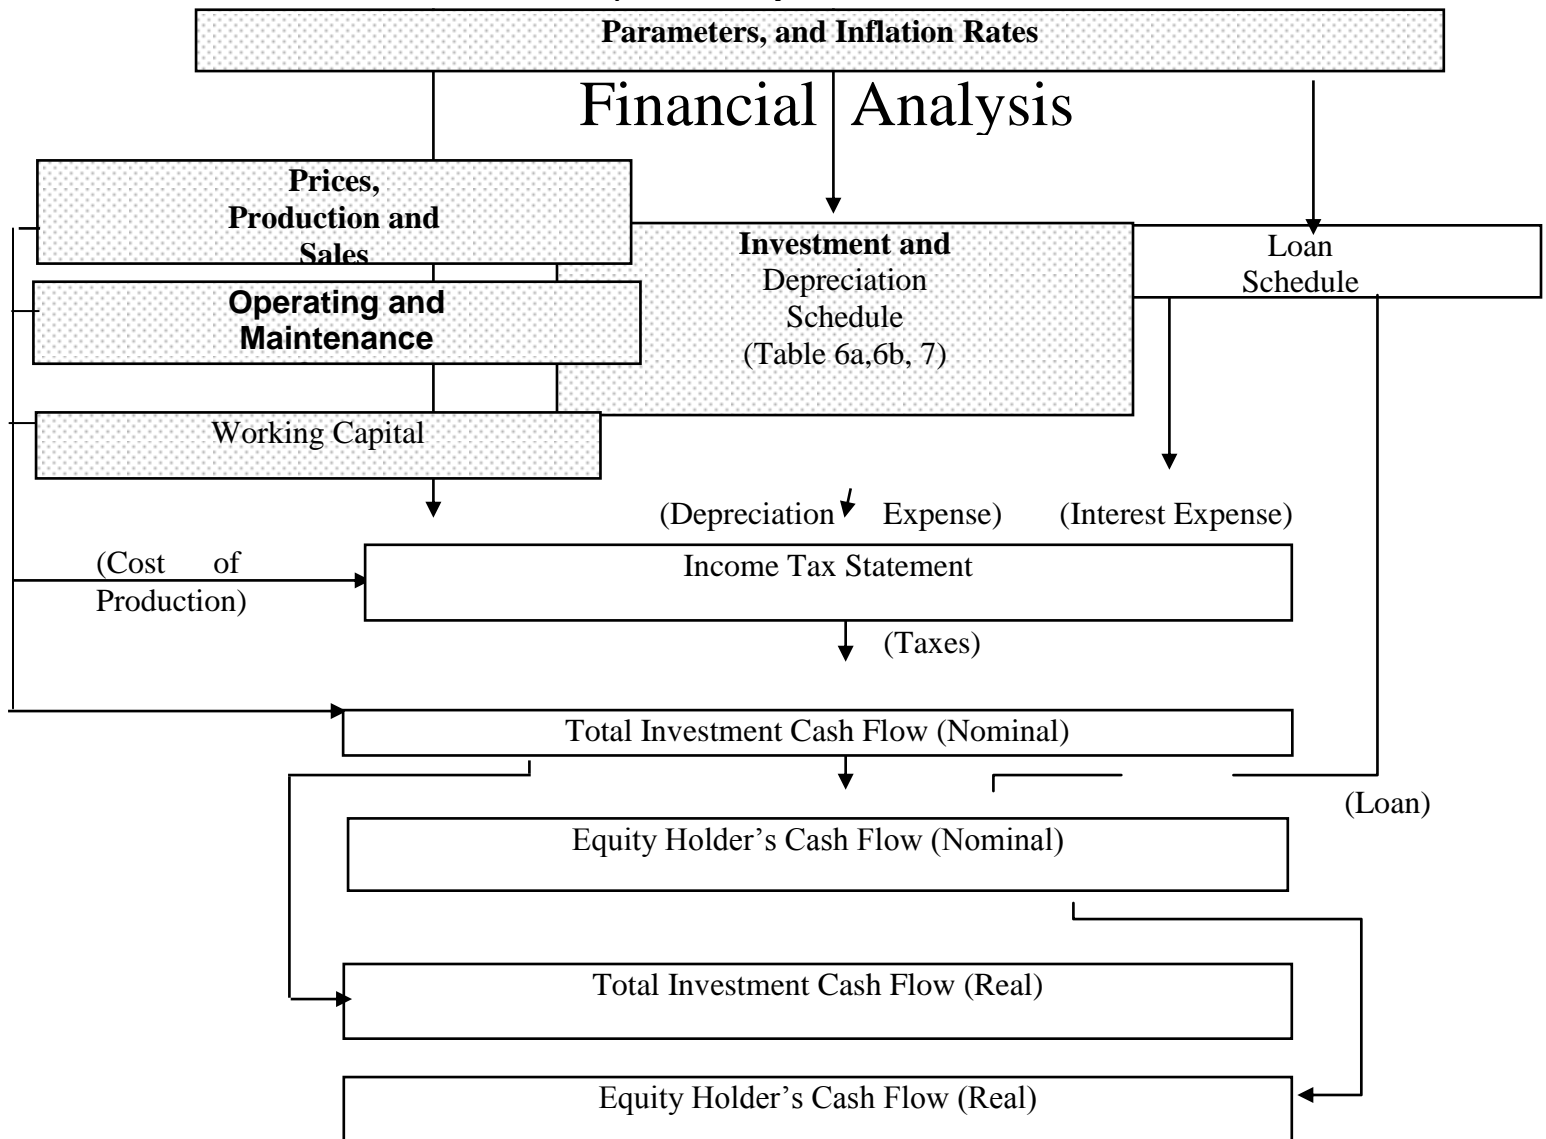 Parameters, and Inflation Rates
Financial Analysis
Prices,
Production and
Sales
Investment and
Depreciation
Schedule
(Table 6a,6b, 7)
Loan
Schedule
Operating and
Maintenance
Working Capital
(Depreciation Expense) (Interest Expense)
(Cost of
Production)
Income Tax Statement
(Taxes)
Total Investment Cash Flow (Nominal)
(Loan)
Equity Holder’s Cash Flow (Nominal)
Total Investment Cash Flow (Real)
Equity Holder’s Cash Flow (Real)